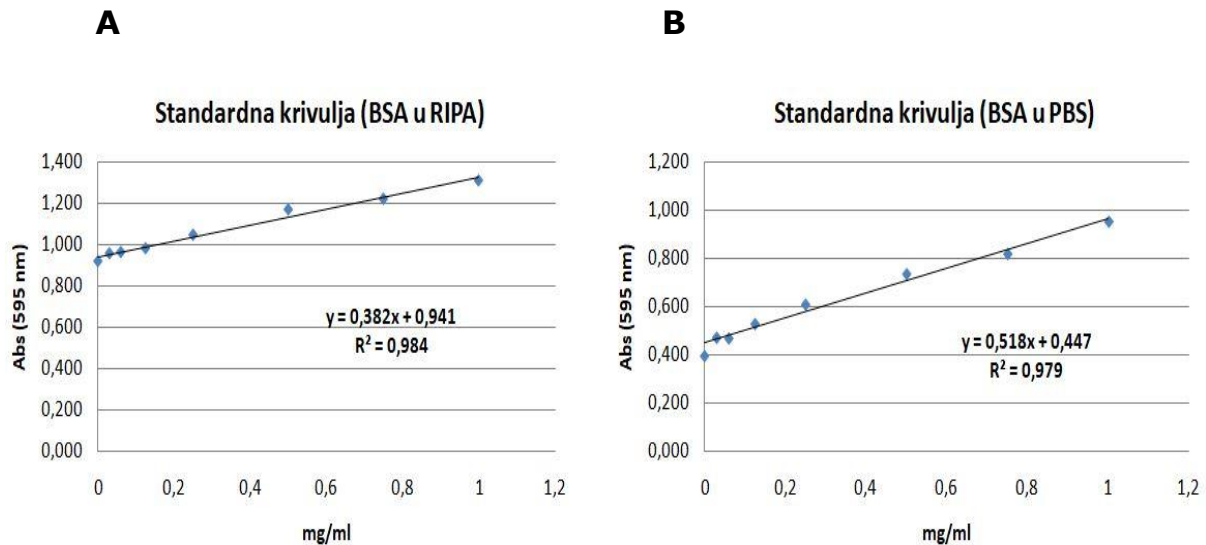 A
Standardna krivulja (BSA u RIPA)
1,400
1,200
1,000
0,800
0,600
0,400
0,200
0,000
Abs (595 nm)
y = 0,382x + 0,941
R² = 0,984
0 0,2 0,4 0,6 0,8 1 1,2
mg/ml
B
Standardna krivulja (BSA u PBS)
1,200
1,000
0,800
0,600
0,400
0,200
0,000
Abs (595 nm)
y = 0,518x + 0,447
R² = 0,979
0 0,2 0,4 0,6 0,8 1 1,2
mg/ml